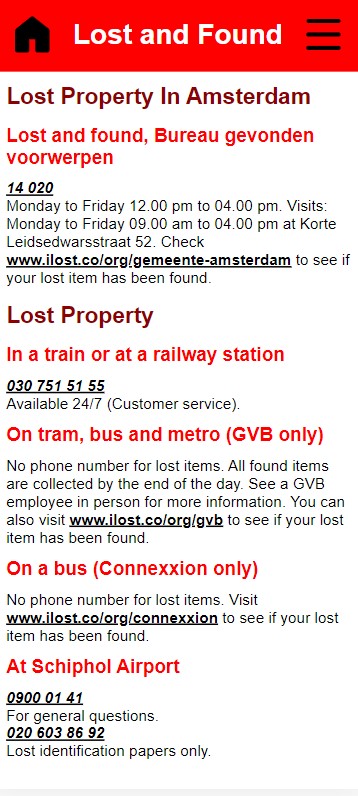 Lost and Found
Lost Property In Amsterdam
Lost and found, Bureau gevonden
voorwerpen
14 020
Monday to Friday 12.00 pm to 04.00 pm. Visits:
Monday to Friday 09.00 am to 04.00 pm at Korte
Leidsedwarsstraat 52. Check
www.ilost.co/org/gemeente-amsterdam to see if
your lost item has been found.
Lost Property
In a train or at a railway station
030 751 51 55
Available 24/7 (Customer service).
On tram, bus and metro (GVB only)
No phone number for lost items. All found items
are collected by the end of the day. See a GVB
employee in person for more information. You can
also visit www.ilost.co/org/gvb to see if your lost
item has been found.
On a bus (Connexxion only)
No phone number for lost items. Visit
www.ilost.co/org/connexxion to see if your lost
item has been found.
At Schiphol Airport
0900 01 41
For general questions.
020 603 86 92
Lost identification papers only.